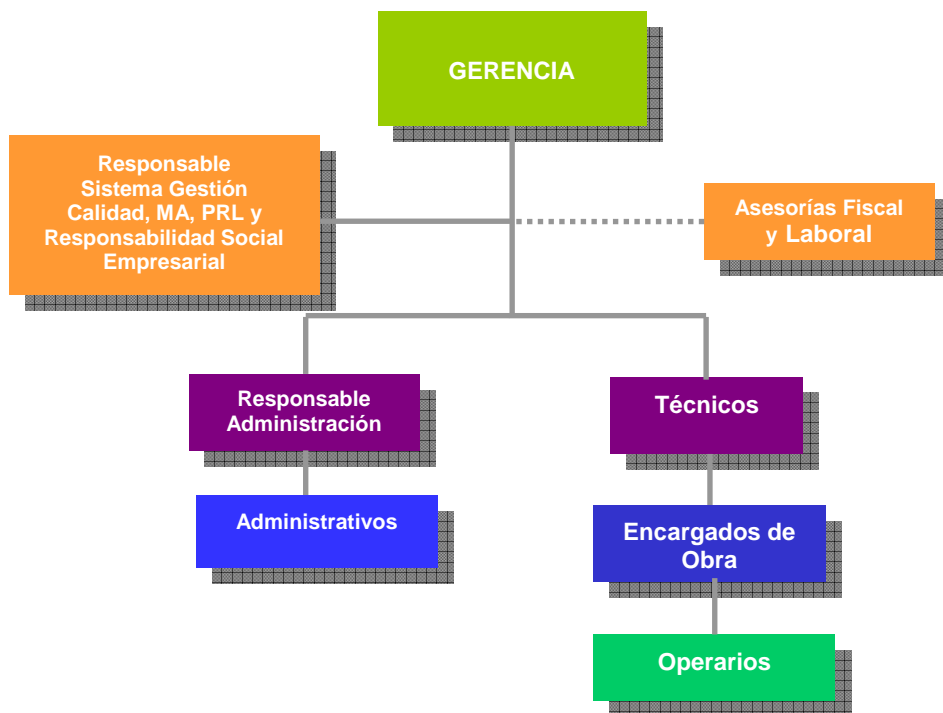 GERENCIA
Responsable
Sistema Gestión
Calidad, MA, PRL y
Responsabilidad Social
Empresarial
Asesorías Fiscal
y Laboral
Responsable
Administración
Técnicos
Administrativos
Encargados de
Obra
Operarios